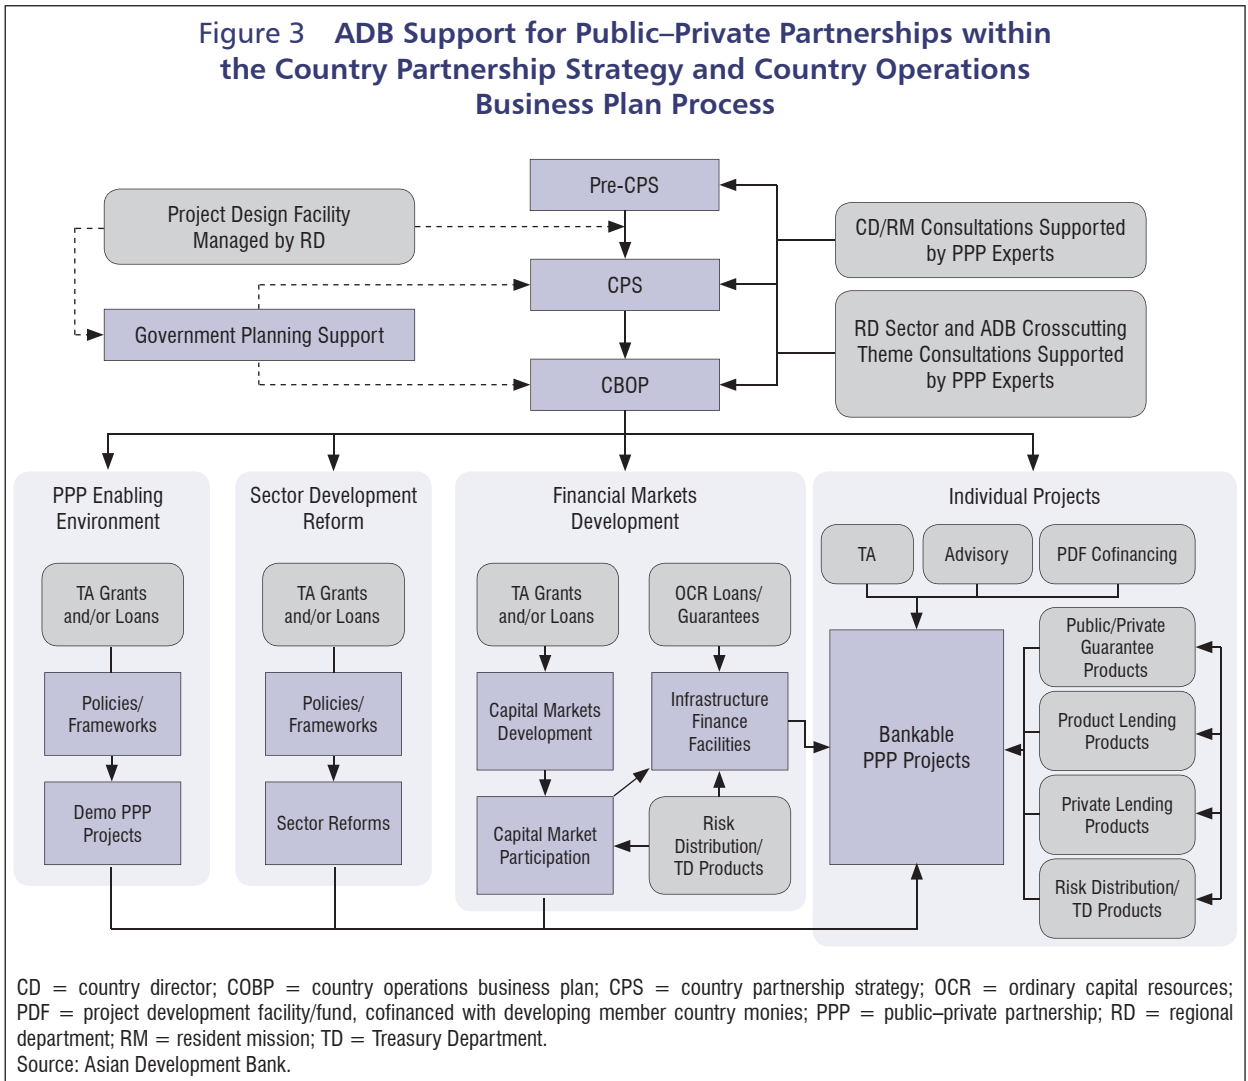 Figure 3 ADB Support for Public–Private Partnerships within
the Country Partnership Strategy and Country Operations
Business Plan Process
Pre-CPS
Project Design Facility
Managed by RD
CD/RM Consultations Supported
by PPP Experts
CPS
Government Planning Support
RD Sector and ADB Crosscutting
Theme Consultations Supported
by PPP Experts
CBOP
PPP Enabling
Environment
TA Grants
and/or Loans
Policies/
Frameworks
Demo PPP
Projects
Sector Development
Reform
TA Grants
and/or Loans
Policies/
Frameworks
Sector Reforms
Financial Markets
Development
TA Grants
and/or Loans
OCR Loans/
Guarantees
Capital Markets
Development
Infrastructure
Finance
Facilities
Capital Market
Participation
Risk
Distribution/
TD Products
Individual Projects
TA
Advisory
PDF Cofinancing
Bankable
PPP Projects
Public/Private
Guarantee
Products
Product Lending
Products
Private Lending
Products
Risk Distribution/
TD Products
CD = country director; COBP = country operations business plan; CPS = country partnership strategy; OCR = ordinary capital resources;
PDF = project development facility/fund, cofinanced with developing member country monies; PPP = public–private partnership; RD = regional
department; RM = resident mission; TD = Treasury Department.
Source: Asian Development Bank.